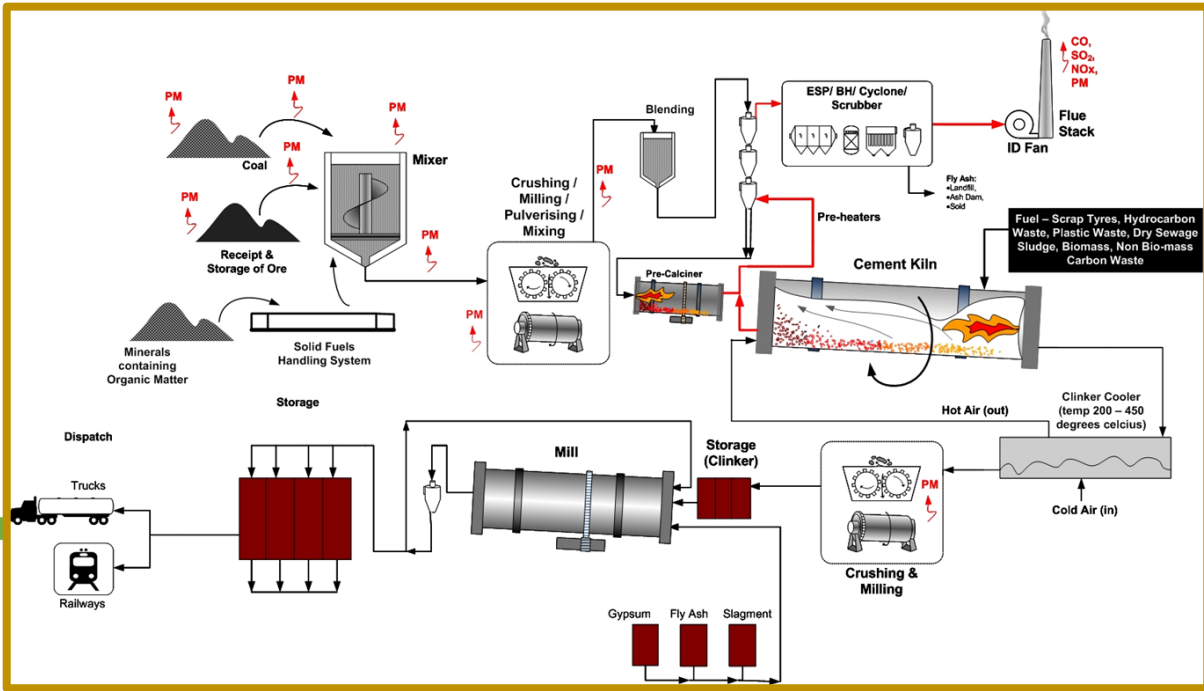 PM
PM
PM
Coal
PM
PM
Receipt &
Storage of Ore
Mixer
PM
Minerals
containing
Organic Matter
Solid Fuels
Handling System
Crushing /
Milling /
Pulverising /
Mixing
PM
PM
Blending
ESP/ BH/ Cyclone/
Scrubber
CO,
SO₂,
NOx,
PM
Flue
Stack
ID Fan
Fly Ash:
•Landfill,
•Ash Dam,
•Sold
Pre-heaters
Fuel – Scrap Tyres, Hydrocarbon
Waste, Plastic Waste, Dry Sewage
Sludge, Biomass, Non Bio-mass
Carbon Waste
Pre-Calciner
Cement Kiln
Hot Air (out)
Clinker Cooler
(temp 200 – 450
degrees celcius)
Cold Air (in)
PM
Crushing &
Milling
Storage
(Clinker)
Mill
Gypsum
Fly Ash
Slagment
Storage
Dispatch
Trucks
Railways